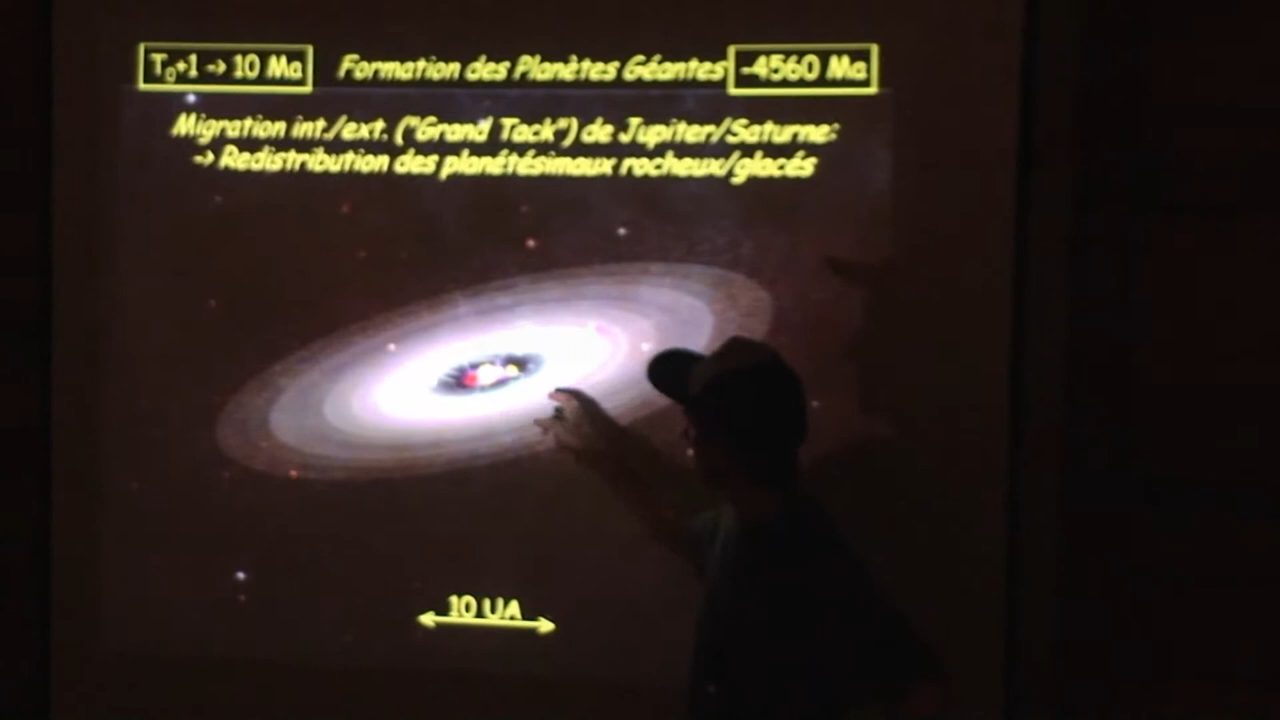 T₀+1 → 10 Ma Formation des Planètes Géantes -4560 Ma
Migration int./ext. ("Grand Tack") de Jupiter/Saturne:
→ Redistribution des planétésimaux rocheux/glacés
10 UA